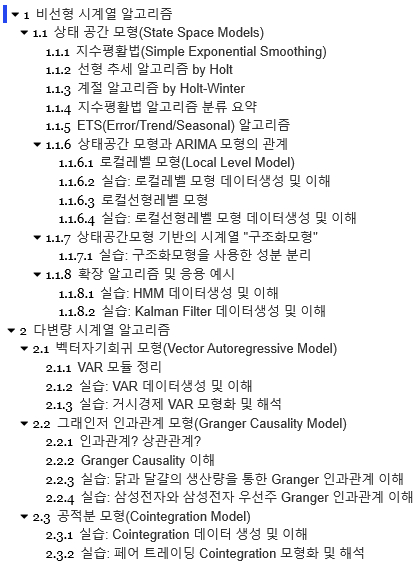 1 비선형 시계열 알고리즘
1.1 상태 공간 모형(State Space Models)
1.1.1 지수평활법(Simple Exponential Smoothing)
1.1.2 선형 추세 알고리즘 by Holt
1.1.3 계절 알고리즘 by Holt-Winter
1.1.4 지수평활법 알고리즘 분류 요약
1.1.5 ETS(Error/Trend/Seasonal) 알고리즘
1.1.6 상태공간 모형과 ARIMA 모형의 관계
1.1.6.1 로컬레벨 모형(Local Level Model)
1.1.6.2 실습: 로컬레벨 모형 데이터생성 및 이해
1.1.6.3 로컬선형레벨 모형
1.1.6.4 실습: 로컬선형레벨 모형 데이터생성 및 이해
1.1.7 상태공간모형 기반의 시계열 "구조화모형"
1.1.7.1 실습: 구조화모형을 사용한 성분 분리
1.1.8 확장 알고리즘 및 응용 예시
1.1.8.1 실습: HMM 데이터생성 및 이해
1.1.8.2 실습: Kalman Filter 데이터생성 및 이해
2 다변량 시계열 알고리즘
2.1 벡터자기회귀 모형(Vector Autoregressive Model)
2.1.1 VAR 모듈 정리
2.1.2 실습: VAR 데이터생성 및 이해
2.1.3 실습: 거시경제 VAR 모형화 및 해석
2.2 그래인저 인과관계 모형(Granger Causality Model)
2.2.1 인과관계? 상관관계?
2.2.2 Granger Causality 이해
2.2.3 실습: 닭과 달걀의 생산량을 통한 Granger 인과관계 이해
2.2.4 실습: 삼성전자와 삼성전자 우선주 Granger 인과관계 이해
2.3 공적분 모형(Cointegration Model)
2.3.1 실습: Cointegration 데이터 생성 및 이해
2.3.2 실습: 페어 트레이딩 Cointegration 모형화 및 해석